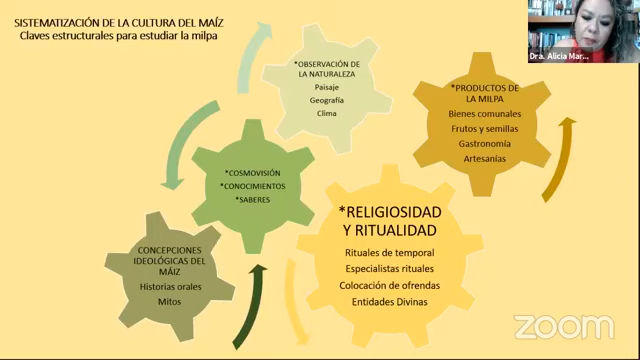 SISTEMATIZACIÓN DE LA CULTURA DEL MAÍZ
Claves estructurales para estudiar la milpa
Dra. Alicia Mar...
*OBSERVACIÓN DE
LA NATURALEZA
Paisaje
Geografía
Clima
*PRODUCTOS DE
LA MILPA
Bienes comunales
Frutos y semillas
Gastronomía
Artesanías
*COSMOVISIÓN
*CONOCIMIENTOS
*SABERES
*RELIGIOSIDAD
Y RITUALIDAD
Rituales de temporal
Especialistas rituales
Colocación de ofrendas
Entidades Divinas
CONCEPCIONES
IDEOLÓGICAS DEL
MÁIZ
Historias orales
Mitos
zoom